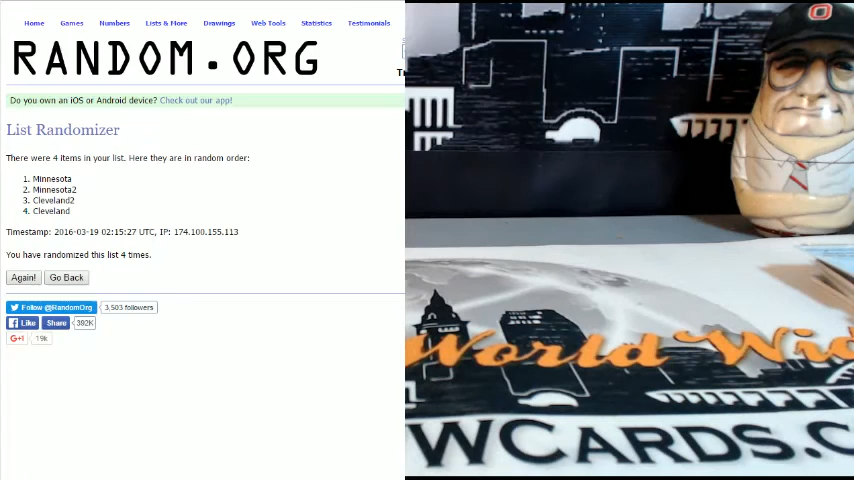 Home Games Numbers Lists & More Drawings Web Tools Statistics Testimonials
RANDOM.ORG
Do you own an iOS or Android device? Check out our app!
List Randomizer
There were 4 items in your list. Here they are in random order:
1. Minnesota
2. Minnesota2
3. Cleveland2
4. Cleveland
Timestamp: 2016-03-19 02:15:27 UTC, IP: 174.100.155.113
You have randomized this list 4 times.
Again! Go Back
Follow @RandomOrg 3,503 followers
Like Share 392K
G+1 19k
World Wid
WCARDS.C